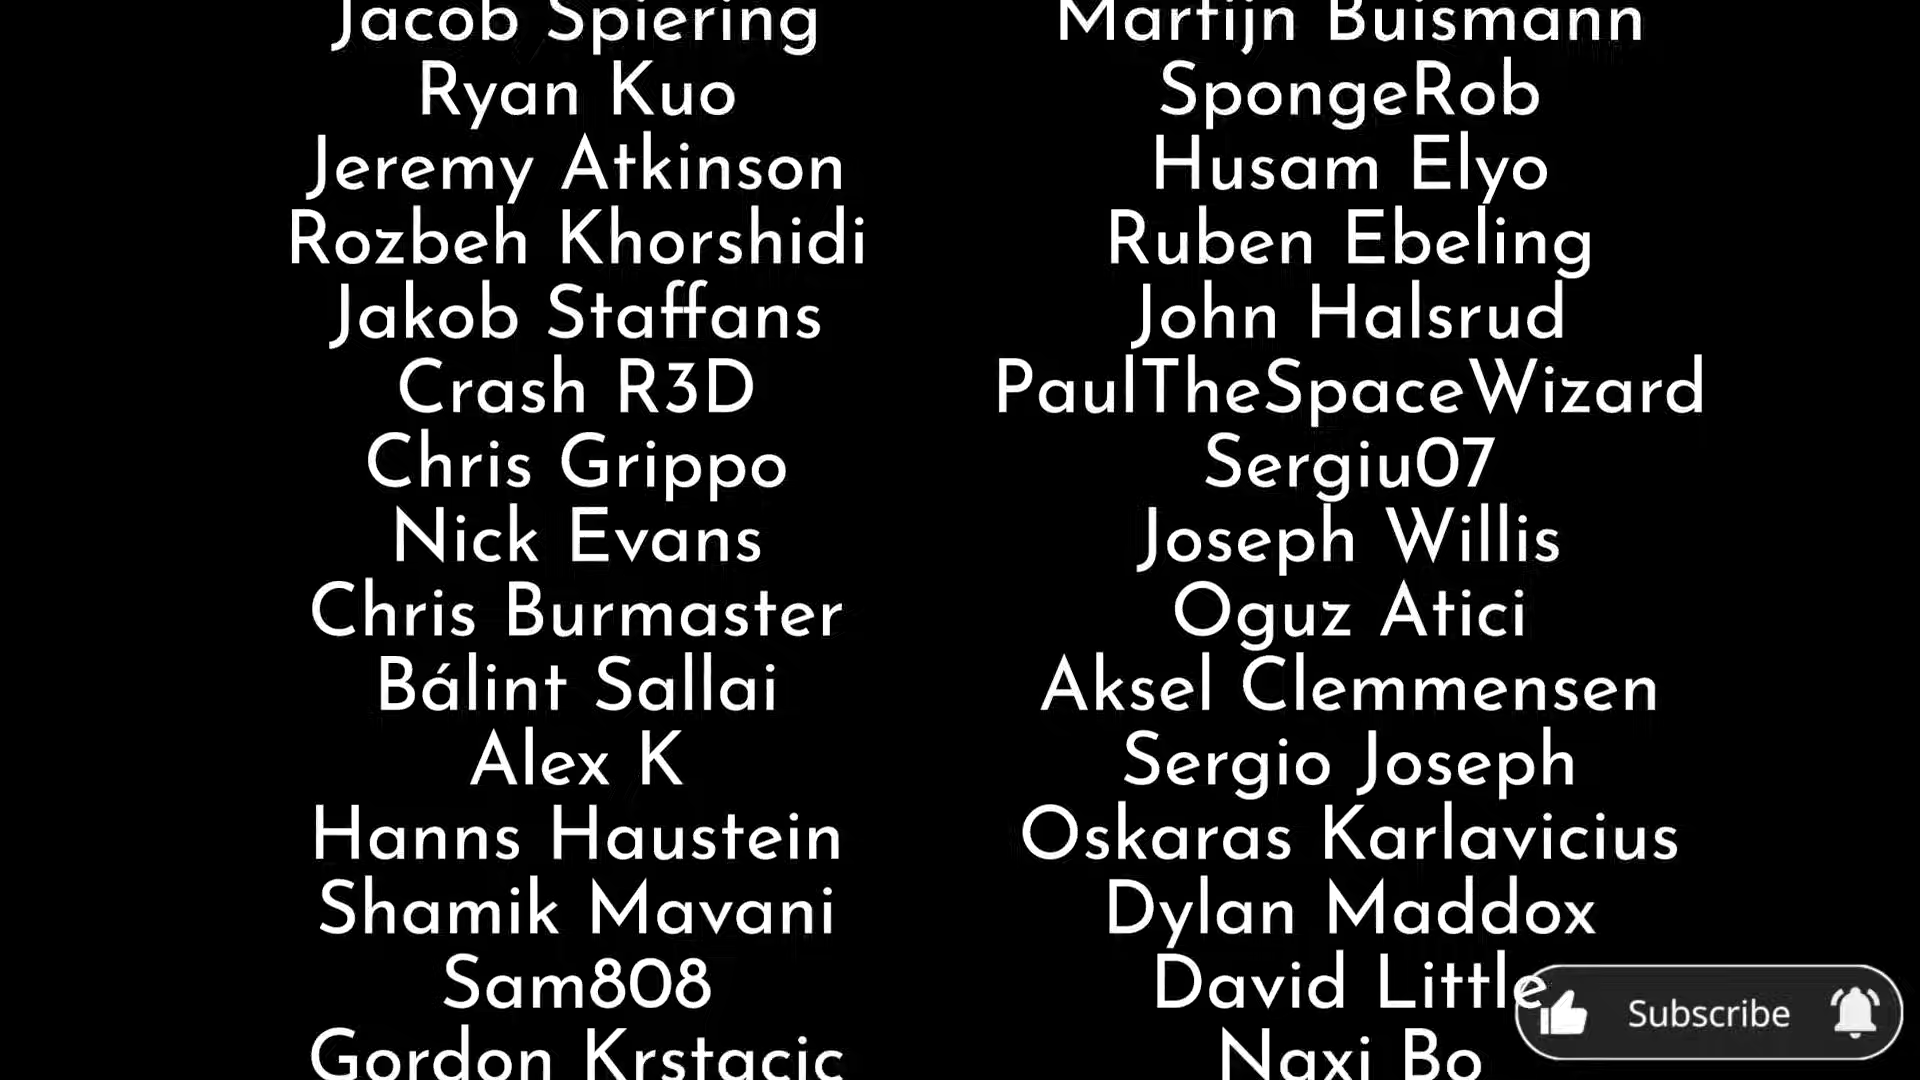 Jacob Spiering
Ryan Kuo
Jeremy Atkinson
Rozbeh Khorshidi
Jakob Staffans
Crash R3D
Chris Grippo
Nick Evans
Chris Burmaster
Bálint Sallai
Alex K
Hanns Haustein
Shamik Mavani
Sam808
Gordon Krstacic
Martijn Buismann
SpongeRob
Husam Elyo
Ruben Ebeling
John Halsrud
PaulTheSpaceWizard
Sergiu07
Joseph Willis
Oguz Atici
Aksel Clemmensen
Sergio Joseph
Oskaras Karlavicius
Dylan Maddox
David Little
Naxi Bo
Subscribe